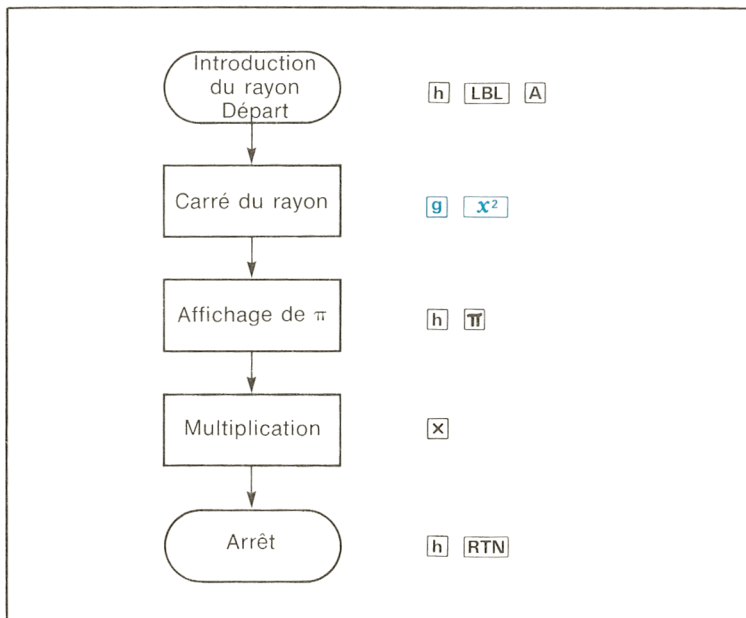 Introduction
du rayon
Départ
h LBL A
Carré du rayon
g x²
Affichage de π
h π
Multiplication
×
Arrêt
h RTN